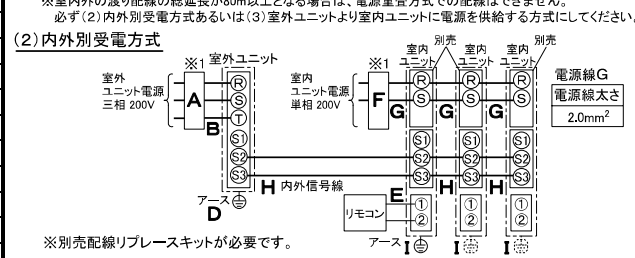 ※室内外の渡り配線の総延長が80m以上となる場合は、電源重畳方式での配線はできません。
必ず(2)内外別受電方式あるいは(3)室外ユニットより室内ユニットに電源を供給する方式にしてください。
(2)内外別受電方式
※1 室外ユニット
室外
ユニット電源
三相 200V
A
B
R
S
T
S1
S2
S3
アース
D
H 内外信号線
※1
室内
ユニット電源
単相 200V
F
室内
ユニット
別売
室内
ユニット
室内
ユニット
別売
R R R
S S S
G G G
S1 S1 S1
S2 S2 S2
S3 S3 S3
H H
E
リモコン
① ① ①
② ② ②
アース I I I
電源線G
電源線太さ
2.0mm²
※別売配線リプレースキットが必要です。